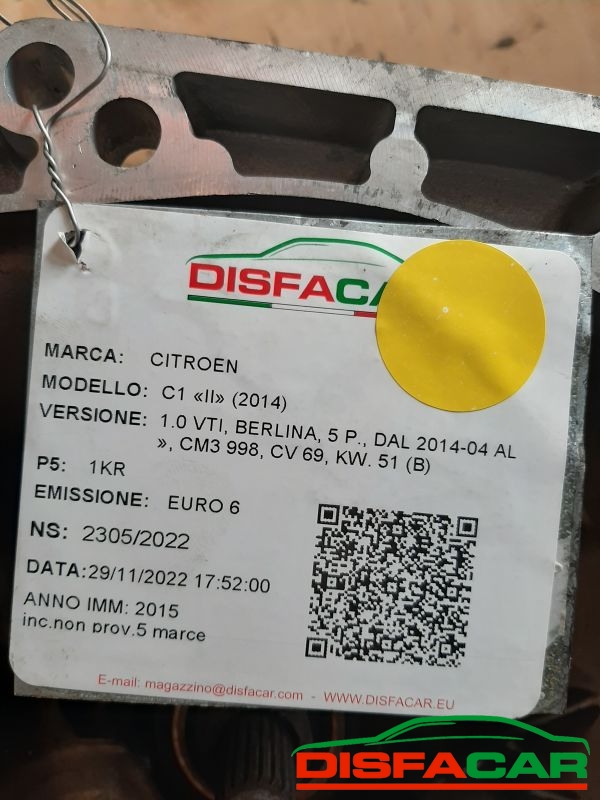 DISFACAR
MARCA: CITROEN
MODELLO: C1 «II» (2014)
VERSIONE: 1.0 VTI, BERLINA, 5 P., DAL 2014-04 AL
», CM3 998, CV 69, KW. 51 (B)
P5: 1KR
EMISSIONE: EURO 6
NS: 2305/2022
DATA:29/11/2022 17:52:00
ANNO IMM: 2015
inc.non prov.5 marce
E-mail: magazzino@disfacar.com - WWW.DISFACAR.EU
DISFACAR